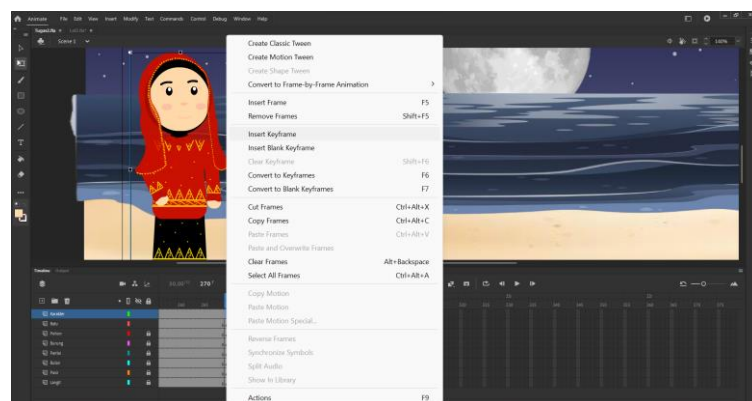 Animate File Edit View Insert Modify Text Commands Control Debug Window Help
Scene 1
100%
Create Classic Tween
Create Motion Tween
Create Shape Tween
Convert to Frame-by-Frame Animation
Insert Frame F5
Remove Frames Shift+F5
Insert Keyframe
Insert Blank Keyframe
Clear Keyframe Shift+F6
Convert to Keyframes F6
Convert to Blank Keyframes F7
Cut Frames Ctrl+Alt+X
Copy Frames Ctrl+Alt+C
Paste Frames Ctrl+Alt+V
Paste and Overwrite Frames
Clear Frames Alt+Backspace
Select All Frames Ctrl+Alt+A
Copy Motion
Paste Motion
Paste Motion Special...
Reverse Frames
Synchronize Symbols
Split Audio
Show In Library
Actions F9
Timeline Output
270